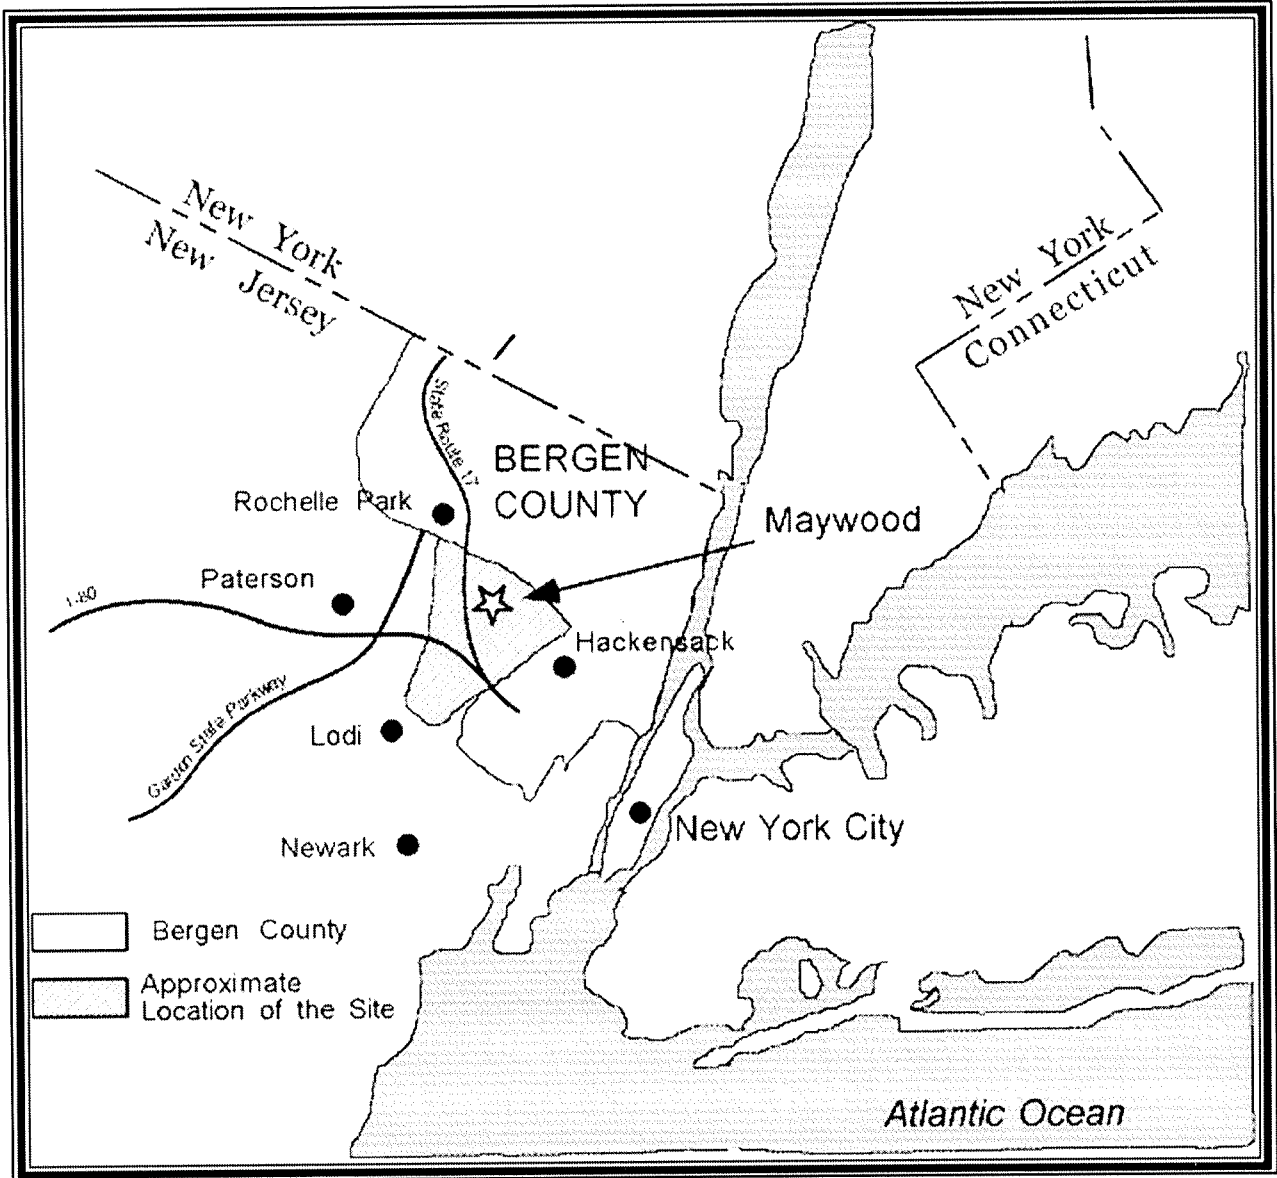 New York
New Jersey
New York
Connecticut
State Route 17
BERGEN
COUNTY
Rochelle Park
Maywood
Paterson
I-80
Hackensack
Garden State Parkway
Lodi
New York City
Newark
Bergen County
Approximate
Location of the Site
Atlantic Ocean